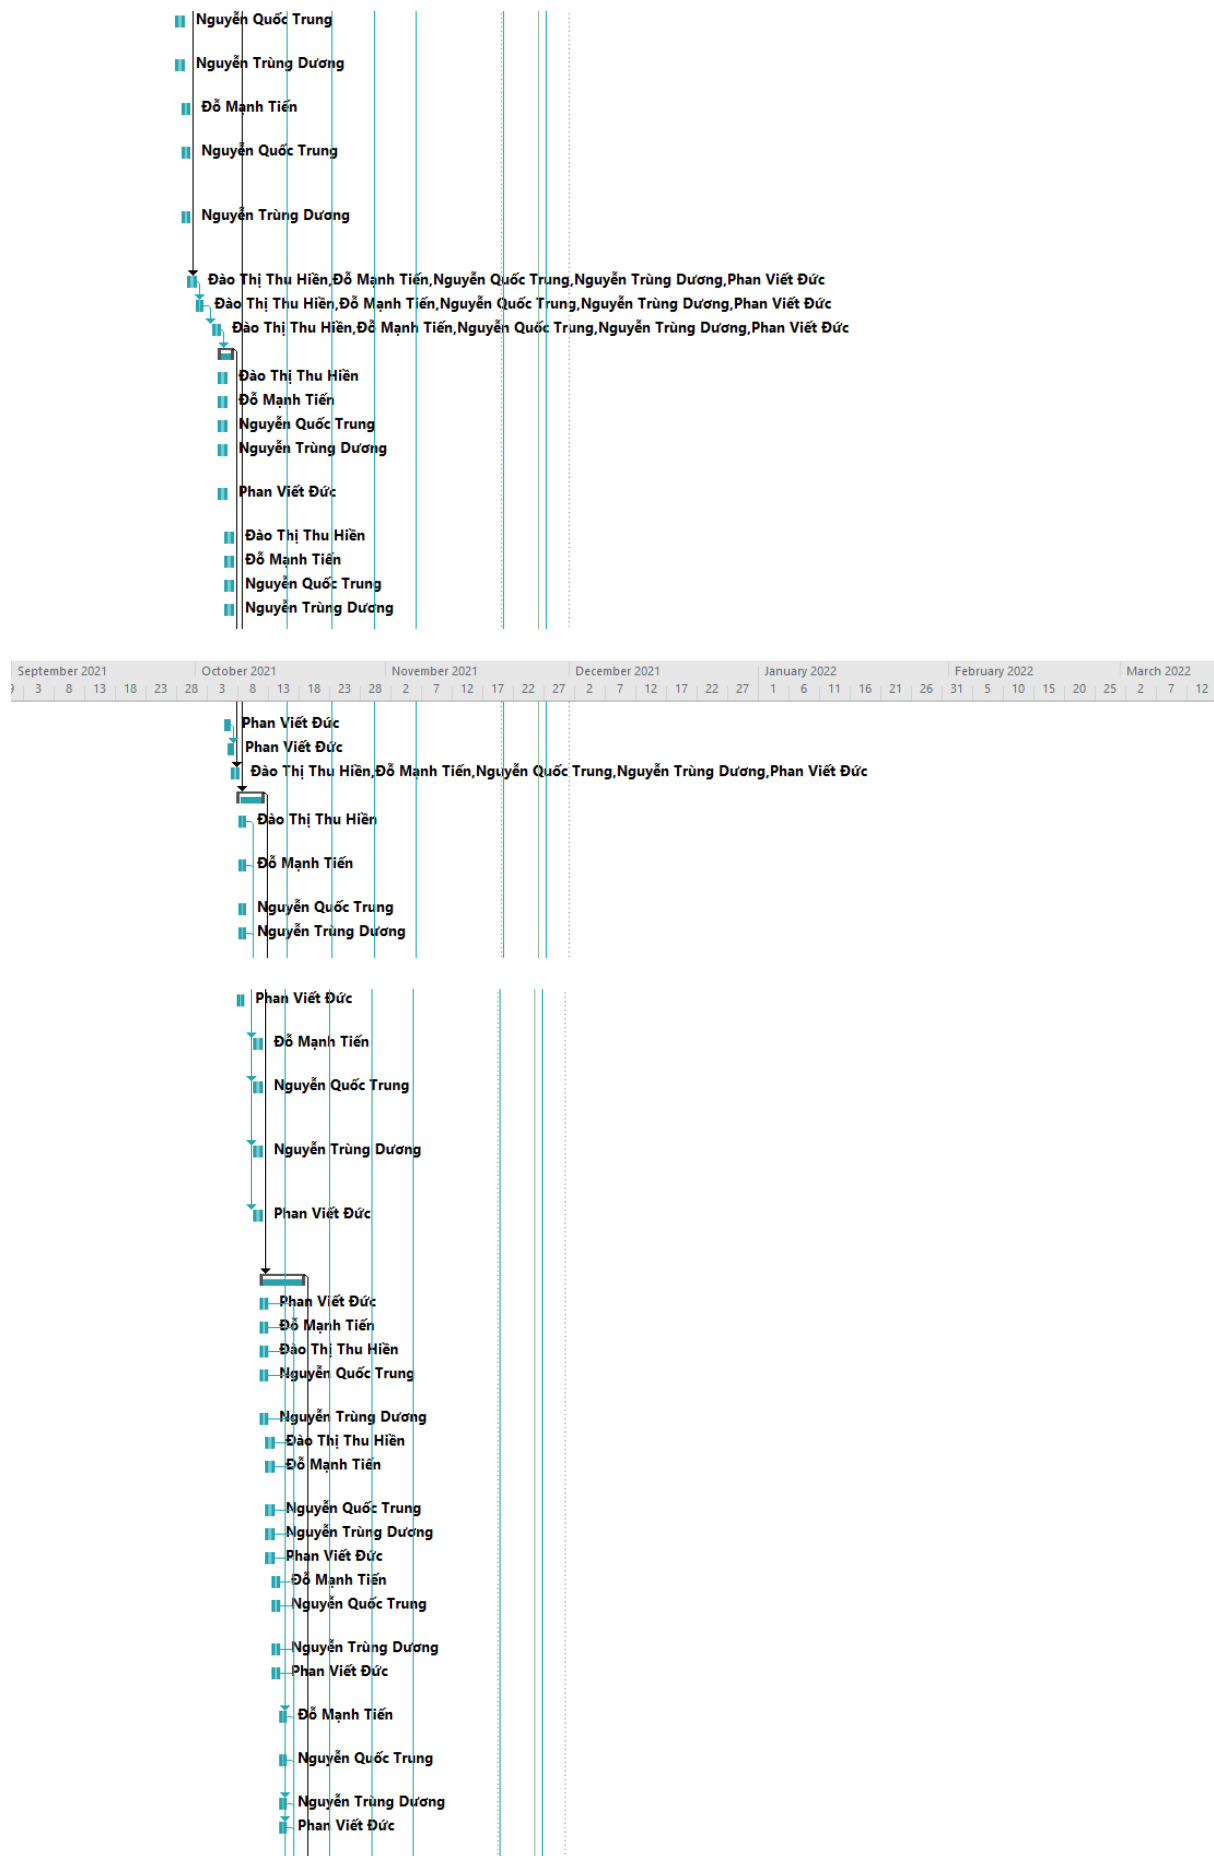 Nguyễn Quốc Trung
Nguyễn Trùng Dương
Đỗ Mạnh Tiến
Nguyễn Quốc Trung
Nguyễn Trùng Dương
Đào Thị Thu Hiền,Đỗ Mạnh Tiến,Nguyễn Quốc Trung,Nguyễn Trùng Dương,Phan Viết Đức
Đào Thị Thu Hiền,Đỗ Mạnh Tiến,Nguyễn Quốc Trung,Nguyễn Trùng Dương,Phan Viết Đức
Đào Thị Thu Hiền,Đỗ Mạnh Tiến,Nguyễn Quốc Trung,Nguyễn Trùng Dương,Phan Viết Đức
Đào Thị Thu Hiền
Đỗ Mạnh Tiến
Nguyễn Quốc Trung
Nguyễn Trùng Dương
Phan Viết Đức
Đào Thị Thu Hiền
Đỗ Mạnh Tiến
Nguyễn Quốc Trung
Nguyễn Trùng Dương
September 2021 October 2021 November 2021 December 2021 January 2022 February 2022 March 2022
3 8 13 18 23 28 3 8 13 18 23 28 2 7 12 17 22 27 2 7 12 17 22 27 1 6 11 16 21 26 31 5 10 15 20 25 2 7 12
Phan Viết Đức
Phan Viết Đức
Đào Thị Thu Hiền,Đỗ Mạnh Tiến,Nguyễn Quốc Trung,Nguyễn Trùng Dương,Phan Viết Đức
Đào Thị Thu Hiền
Đỗ Mạnh Tiến
Nguyễn Quốc Trung
Nguyễn Trùng Dương
Phan Viết Đức
Đỗ Mạnh Tiến
Nguyễn Quốc Trung
Nguyễn Trùng Dương
Phan Viết Đức
Phan Viết Đức
Đỗ Mạnh Tiến
Đào Thị Thu Hiền
Nguyễn Quốc Trung
Nguyễn Trùng Dương
Đào Thị Thu Hiền
Đỗ Mạnh Tiến
Nguyễn Quốc Trung
Nguyễn Trùng Dương
Phan Viết Đức
Đỗ Mạnh Tiến
Nguyễn Quốc Trung
Nguyễn Trùng Dương
Phan Viết Đức
Đỗ Mạnh Tiến
Nguyễn Quốc Trung
Nguyễn Trùng Dương
Phan Viết Đức